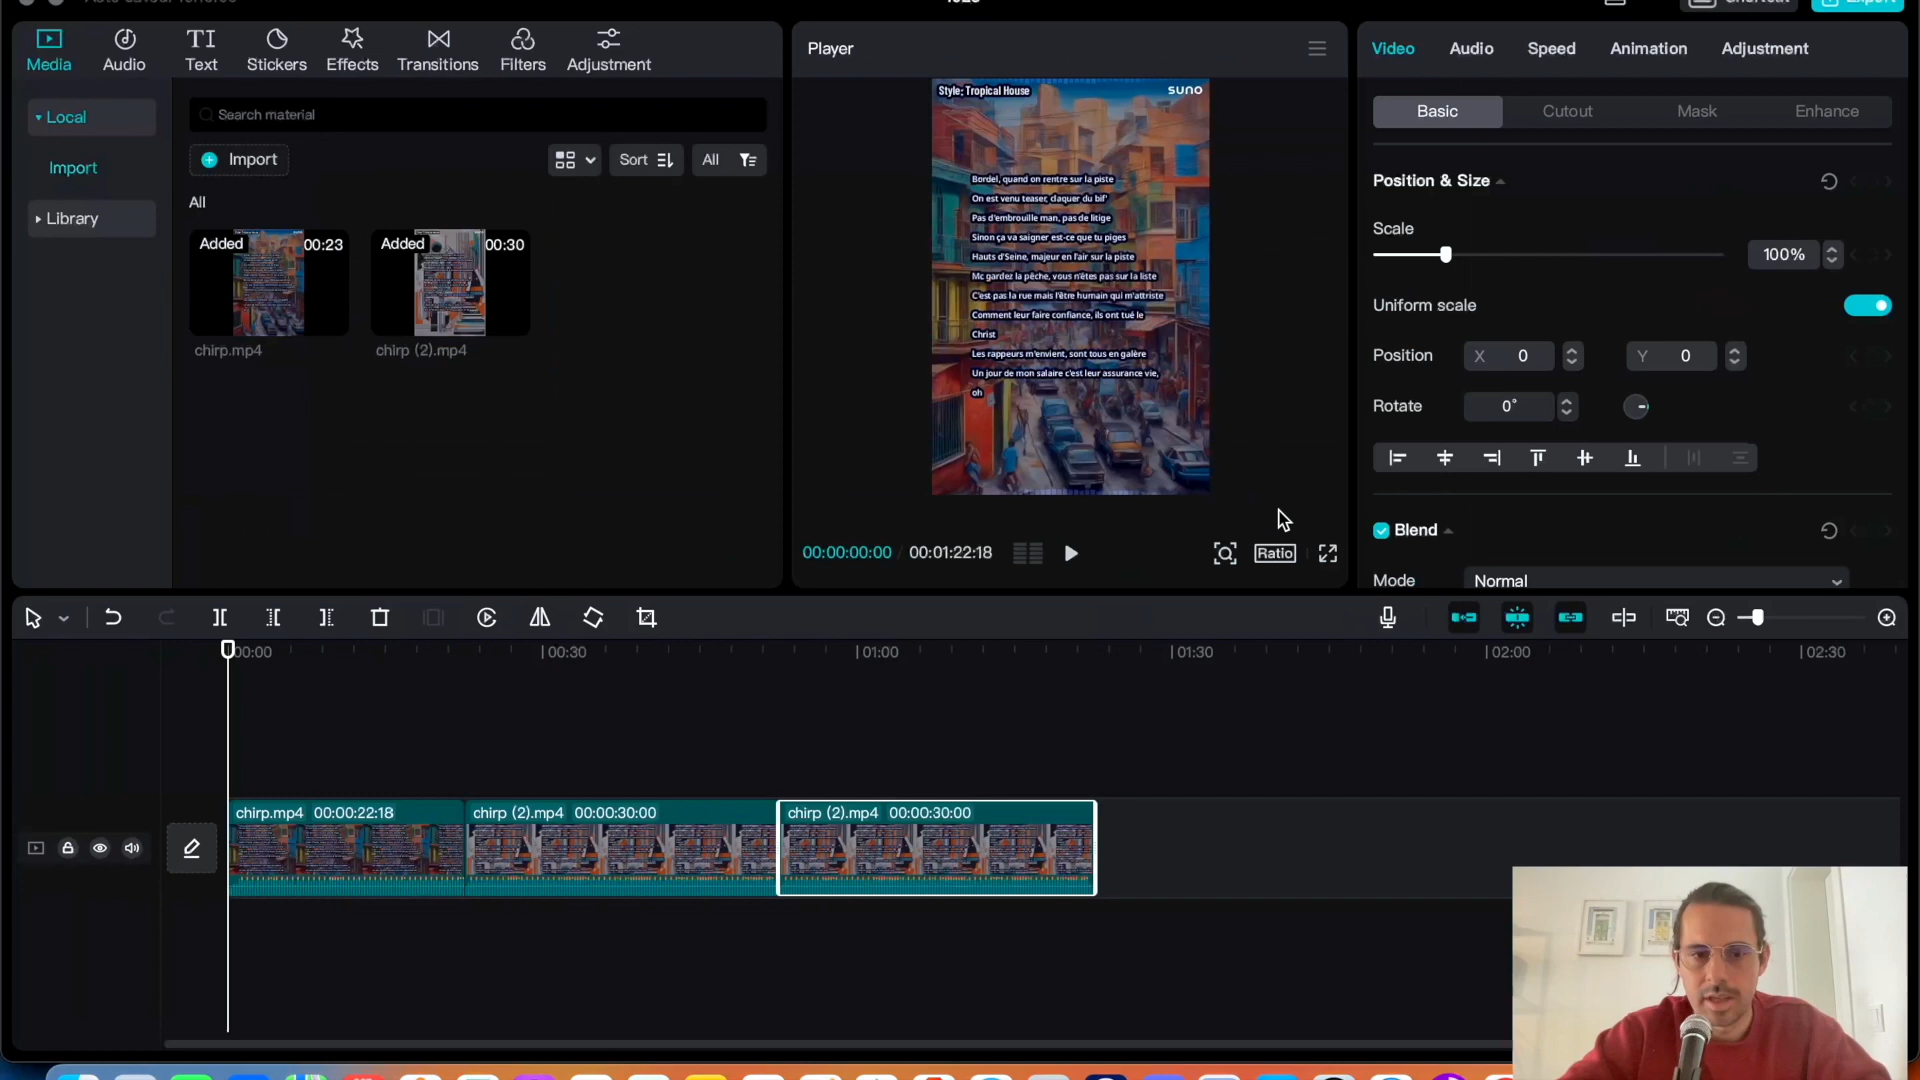 Export
Media
Audio
Text
Stickers
Effects
Transitions
Filters
Adjustment
Local
Import
Library
Search material
Import
Sort
All
All
Added
00:23
chirp.mp4
Added
00:30
chirp (2).mp4
Player
Style: Tropical House
SUNO
Bordel, quand on rentre sur la piste
On est venu teaser, claquer du bif'
Pas d'embrouille man, pas de litige
Sinon ça va saigner est-ce que tu piges
Hauts d'Seine, majeur en l'air sur la piste
Mc gardez la pêche, vous n'êtes pas sur la liste
C'est pas la rue mais l'être humain qui m'attriste
Comment leur faire confiance, ils ont tué le
Christ
Les rappeurs m'envient, sont tous en galère
Un jour de mon salaire c'est leur assurance vie,
oh
00:00:00:00 / 00:01:22:18
Ratio
Video
Audio
Speed
Animation
Adjustment
Basic
Cutout
Mask
Enhance
Position & Size
Scale
100%
Uniform scale
Position
X 0
Y 0
Rotate
0°
Blend
Mode
Normal
00:00
00:30
01:00
01:30
02:00
02:30
chirp.mp4 00:00:22:18
chirp (2).mp4 00:00:30:00
chirp (2).mp4 00:00:30:00